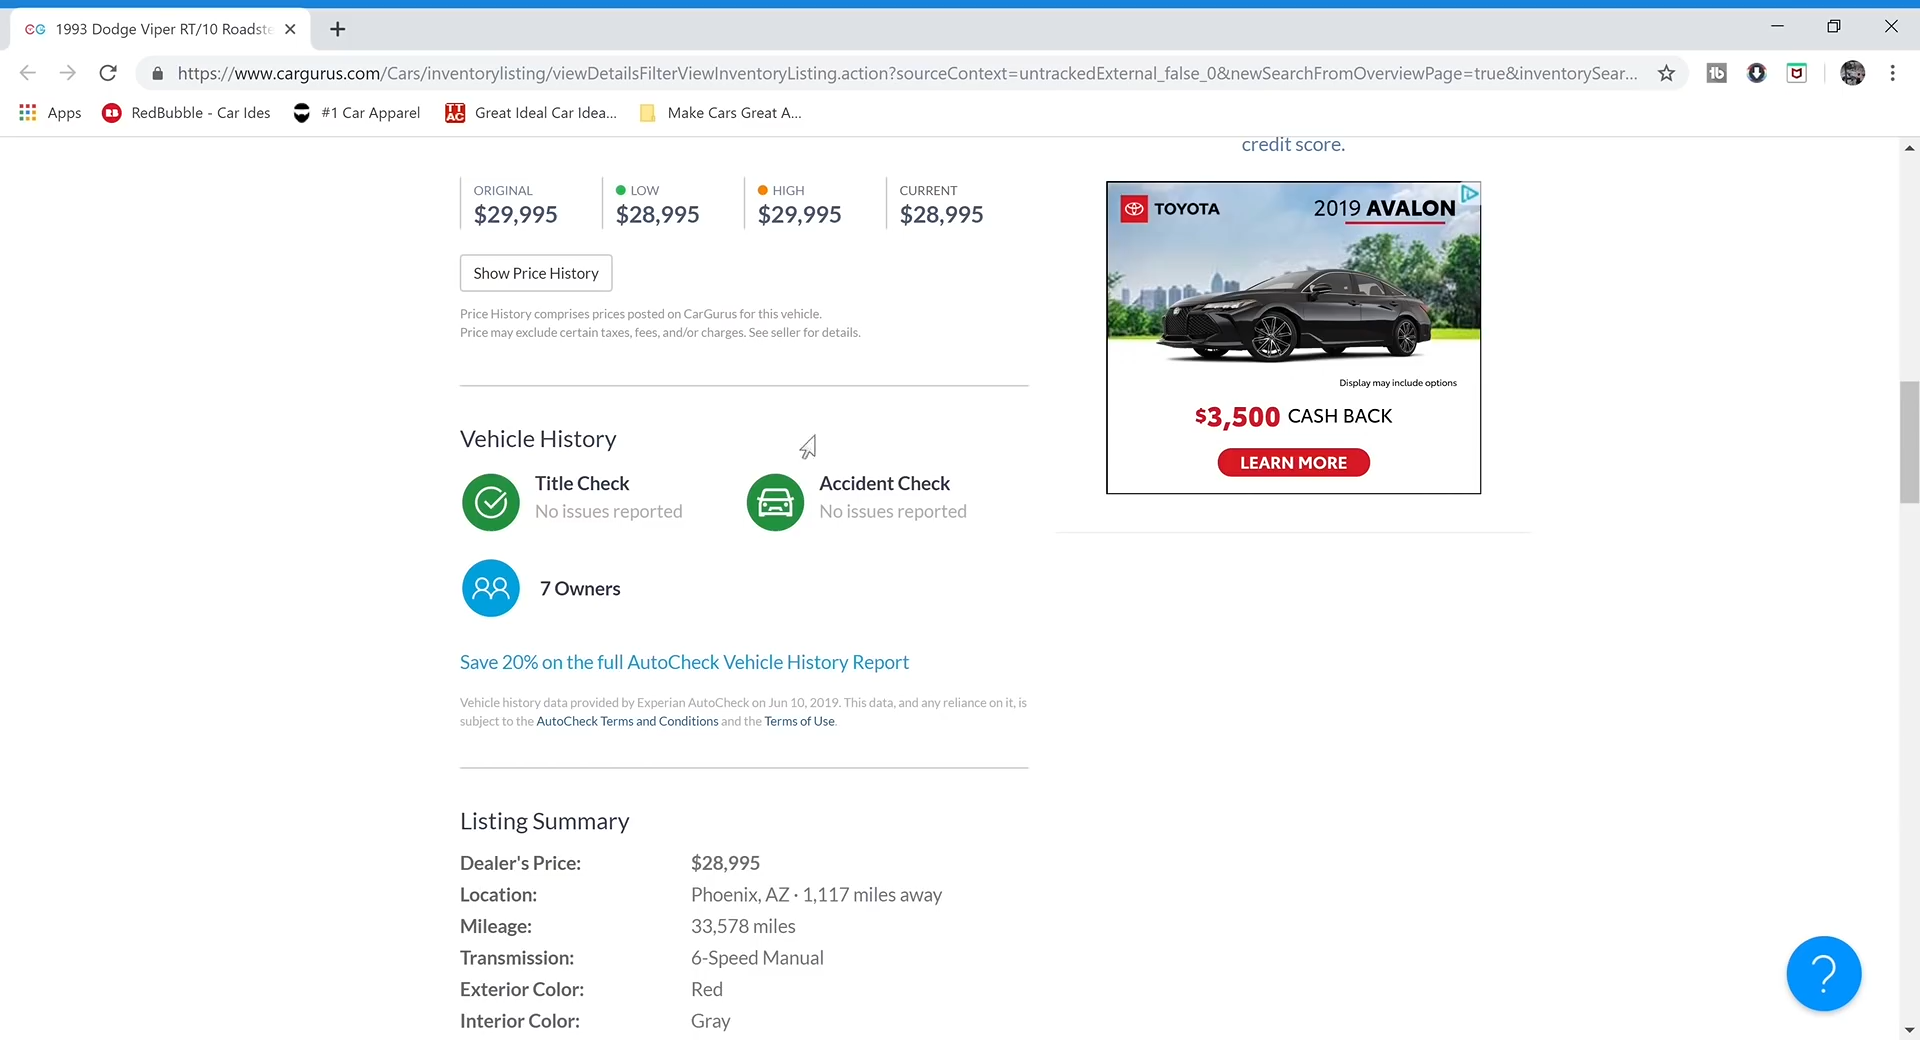 1993 Dodge Viper RT/10 Roadste
https://www.cargurus.com/Cars/inventorylisting/viewDetailsFilterViewInventoryListing.action?sourceContext=untrackedExternal_false_0&newSearchFromOverviewPage=true&inventorySear...
Apps RedBubble - Car Ides #1 Car Apparel TTAC Great Ideal Car Idea... Make Cars Great A...
credit score.
ORIGINAL LOW HIGH CURRENT
$29,995 $28,995 $29,995 $28,995
Show Price History
Price History comprises prices posted on CarGurus for this vehicle.
Price may exclude certain taxes, fees, and/or charges. See seller for details.
TOYOTA 2019 AVALON
Display may include options
$3,500 CASH BACK
LEARN MORE
Vehicle History
Title Check Accident Check
No issues reported No issues reported
7 Owners
Save 20% on the full AutoCheck Vehicle History Report
Vehicle history data provided by Experian AutoCheck on Jun 10, 2019. This data, and any reliance on it, is
subject to the AutoCheck Terms and Conditions and the Terms of Use.
Listing Summary
Dealer's Price: $28,995
Location: Phoenix, AZ · 1,117 miles away
Mileage: 33,578 miles
Transmission: 6-Speed Manual
Exterior Color: Red
Interior Color: Gray
?